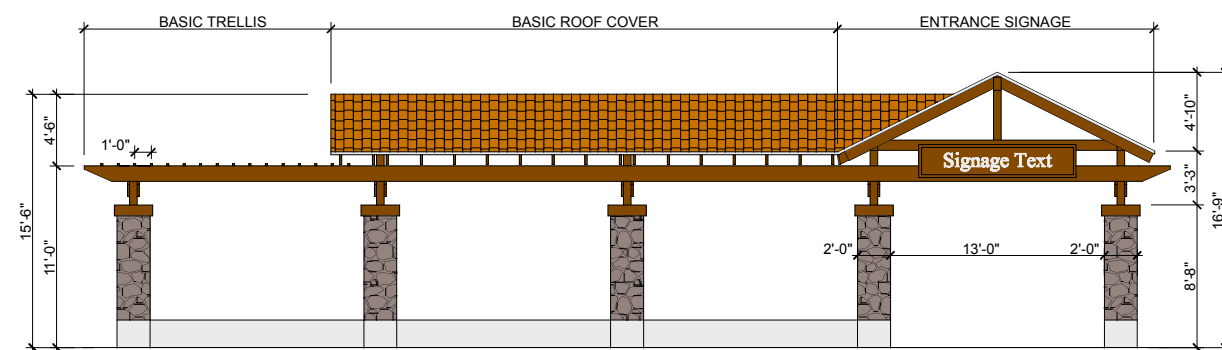 BASIC TRELLIS
BASIC ROOF COVER
ENTRANCE SIGNAGE
4'-6"
1'-0"
4'-10"
Signage Text
3'-3"
15'-6"
11'-0"
16'-9"
2'-0"
13'-0"
2'-0"
8'-8"